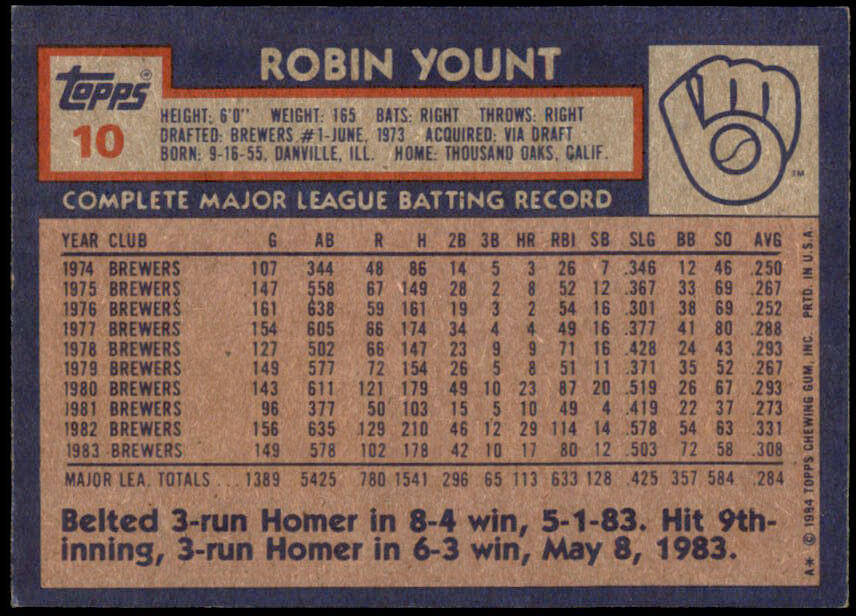 ROBIN YOUNT
Topps®
10
HEIGHT: 6'0" WEIGHT: 165 BATS: RIGHT THROWS: RIGHT
DRAFTED: BREWERS #1-JUNE, 1973 ACQUIRED: VIA DRAFT
BORN: 9-16-55, DANVILLE, ILL. HOME: THOUSAND OAKS, CALIF.
TM
COMPLETE MAJOR LEAGUE BATTING RECORD
YEAR CLUB G AB R H 2B 3B HR RBI SB SLG BB SO AVG
1974 BREWERS 107 344 48 86 14 5 3 26 7 .346 12 46 .250
1975 BREWERS 147 558 67 149 28 2 8 52 12 .367 33 69 .267
1976 BREWERS 161 638 59 161 19 3 2 54 16 .301 38 69 .252
1977 BREWERS 154 605 66 174 34 4 4 49 16 .377 41 80 .288
1978 BREWERS 127 502 66 147 23 9 9 71 16 .428 24 43 .293
1979 BREWERS 149 577 72 154 26 5 8 51 11 .371 35 52 .267
1980 BREWERS 143 611 121 179 49 10 23 87 20 .519 26 67 .293
1981 BREWERS 96 377 50 103 15 5 10 49 4 .419 22 37 .273
1982 BREWERS 156 635 129 210 46 12 29 114 14 .578 54 63 .331
1983 BREWERS 149 578 102 178 42 10 17 80 12 .503 72 58 .308
MAJOR LEA. TOTALS ... 1389 5425 780 1541 296 65 113 633 128 .425 357 584 .284
Belted 3-run Homer in 8-4 win, 5-1-83. Hit 9th-
inning, 3-run Homer in 6-3 win, May 8, 1983.
A* © 1984 TOPPS CHEWING GUM, INC. PRTD. IN U.S.A.